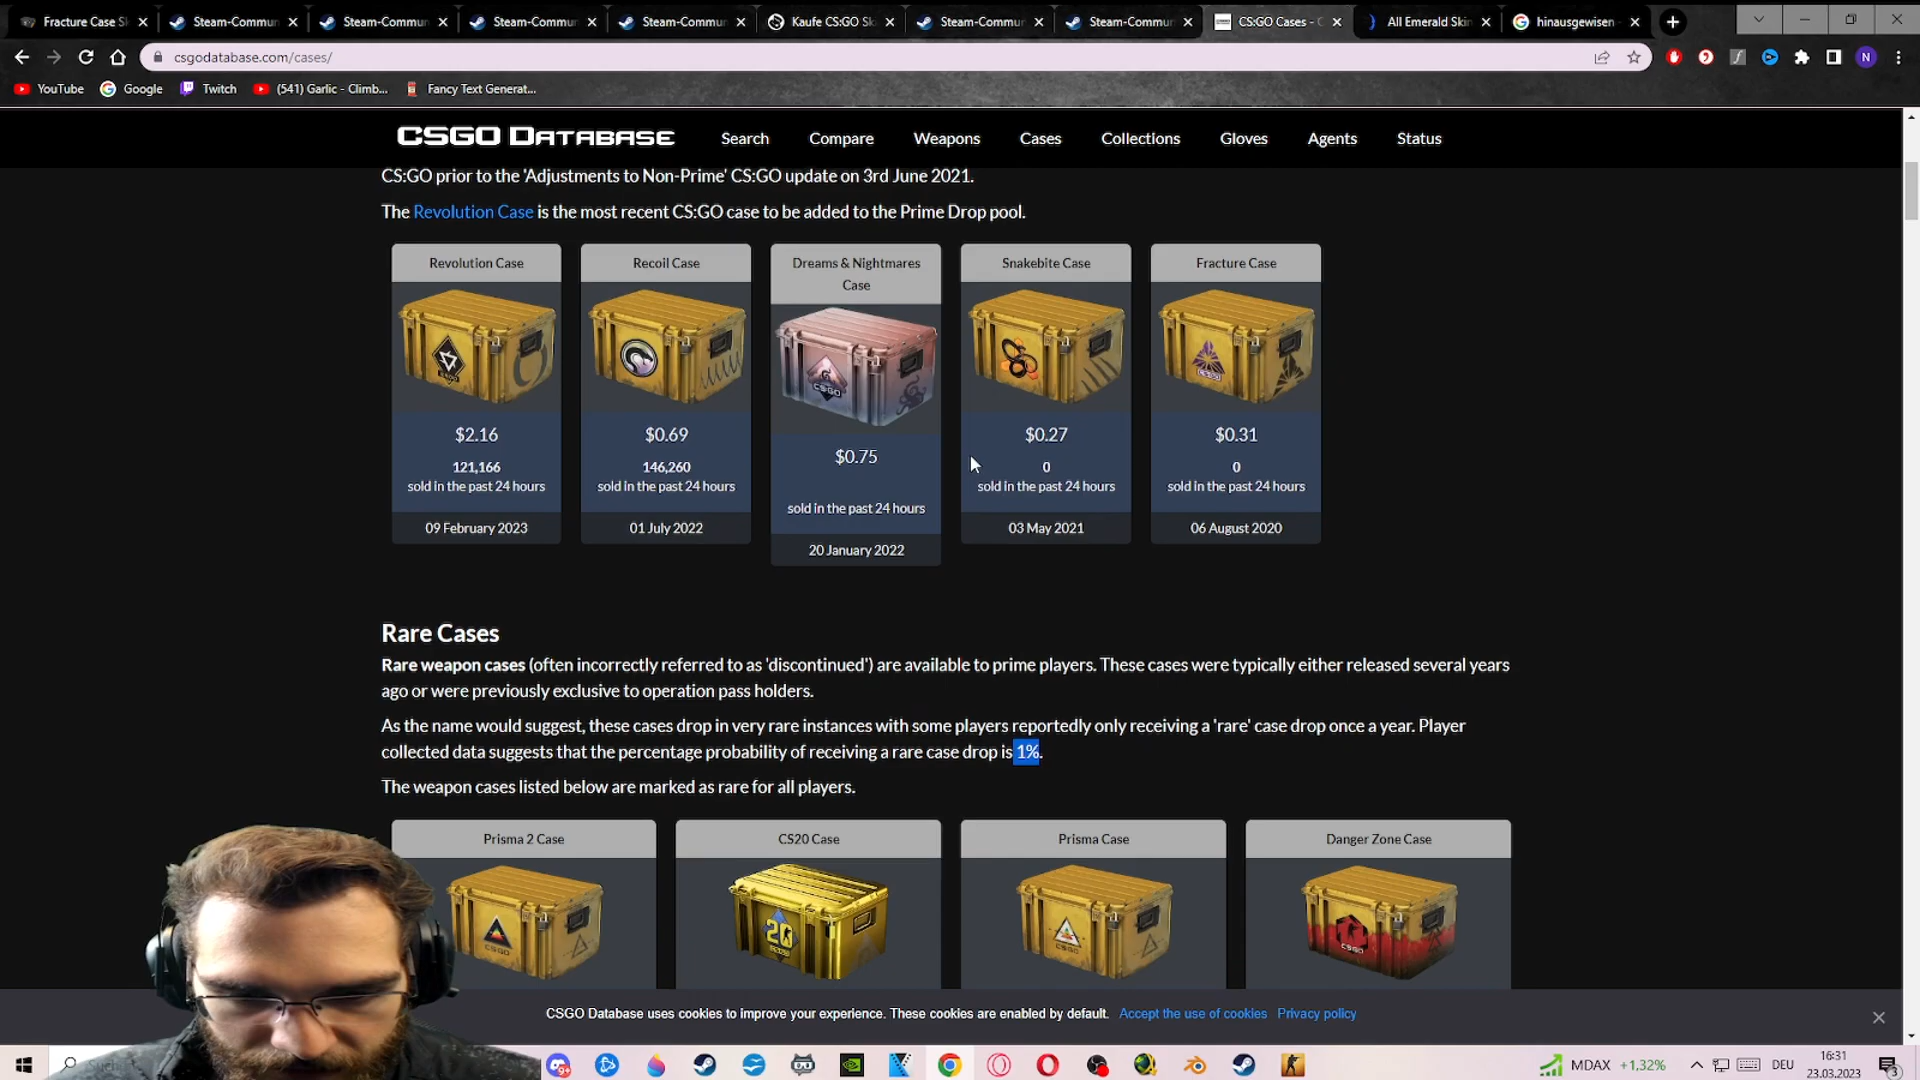 Fracture Case Sk
Steam-Commun
Steam-Commun
Steam-Commun
Steam-Commun
Kaufe CS:GO Ski
Steam-Commun
Steam-Commun
CS:GO Cases - C
All Emerald Skin
hinausgewisen -
csgodatabase.com/cases/
N
YouTube
Google
Twitch
(541) Garlic - Climb...
Fancy Text Generat...
CSGO DATABASE
Search
Compare
Weapons
Cases
Collections
Gloves
Agents
Status
CS:GO prior to the 'Adjustments to Non-Prime' CS:GO update on 3rd June 2021.
The Revolution Case is the most recent CS:GO case to be added to the Prime Drop pool.
Revolution Case
$2.16
121,166
sold in the past 24 hours
09 February 2023
Recoil Case
$0.69
146,260
sold in the past 24 hours
01 July 2022
Dreams & Nightmares
Case
CSGO
$0.75
sold in the past 24 hours
20 January 2022
Snakebite Case
$0.27
0
sold in the past 24 hours
03 May 2021
Fracture Case
$0.31
0
sold in the past 24 hours
06 August 2020
Rare Cases
Rare weapon cases (often incorrectly referred to as 'discontinued') are available to prime players. These cases were typically either released several years
ago or were previously exclusive to operation pass holders.
As the name would suggest, these cases drop in very rare instances with some players reportedly only receiving a 'rare' case drop once a year. Player
collected data suggests that the percentage probability of receiving a rare case drop is 1%.
The weapon cases listed below are marked as rare for all players.
Prisma 2 Case
CSGO
CS20 Case
20
Prisma Case
CSGO
Danger Zone Case
CSGO
CSGO Database uses cookies to improve your experience. These cookies are enabled by default. Accept the use of cookies Privacy policy
MDAX +1,32%
DEU
16:31
23.03.2023
3